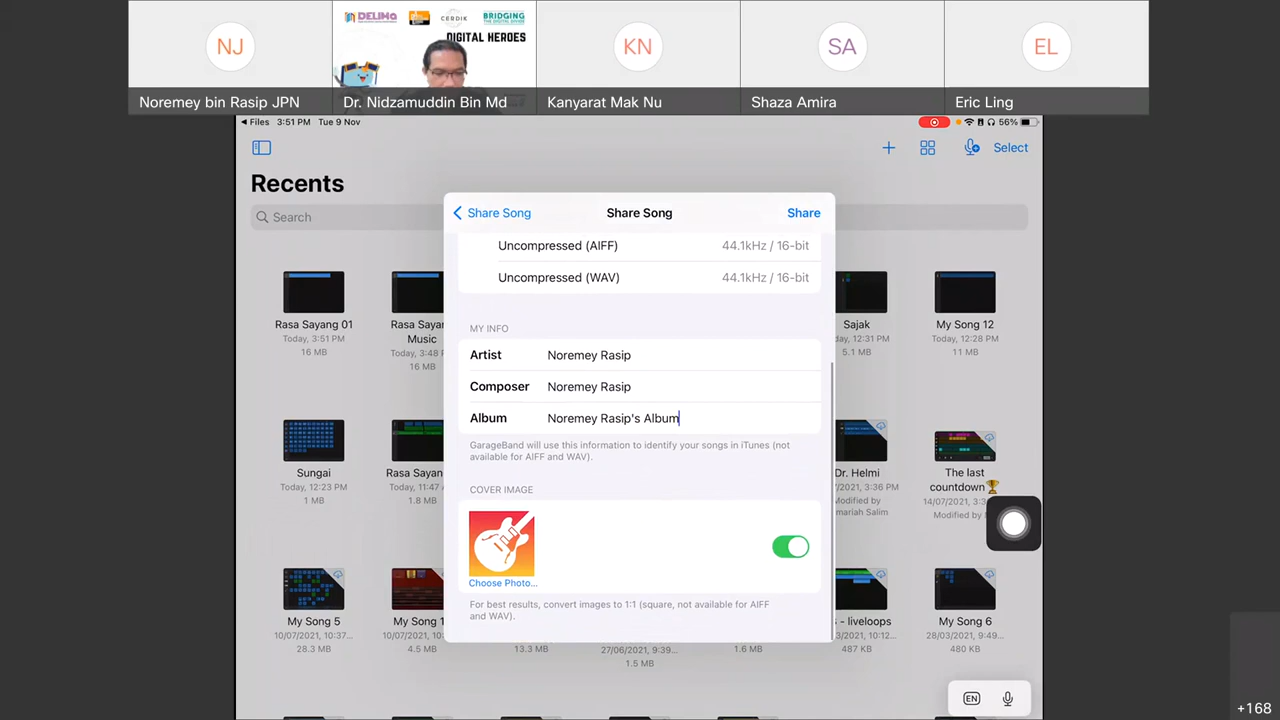 NJ
KN
SA
EL
DELIMa
CERDIK
BRIDGING
DIGITAL HEROES
Noremey bin Rasip JPN
Dr. Nidzamuddin Bin Md
Kanyarat Mak Nu
Shaza Amira
Eric Ling
Files 3:51 PM Tue 9 Nov
56%
Select
Recents
Search
Share Song
Share Song
Share
Uncompressed (AIFF) 44.1kHz / 16-bit
Uncompressed (WAV) 44.1kHz / 16-bit
MY INFO
Artist Noremey Rasip
Composer Noremey Rasip
Album Noremey Rasip's Album
GarageBand will use this information to identify your songs in iTunes (not
available for AIFF and WAV).
COVER IMAGE
Choose Photo...
For best results, convert images to 1:1 (square, not available for AIFF
and WAV).
Rasa Sayang 01
Today, 3:51 PM
16 MB
Rasa Sayan
Music
Today, 3:48 P
16 MB
Sajak
Today, 12:31 PM
5.1 MB
My Song 12
Today, 12:28 PM
11 MB
Sungai
Today, 12:23 PM
1 MB
Rasa Sayan
Today, 11:47 A
1.8 MB
Dr. Helmi
/2021, 3:36 PM
Modified by
mariah Salim
The last
countdown🏆
14/07/2021, 3:3
Modified by
My Song 5
10/07/2021, 10:37...
28.3 MB
My Song 1
10/07/2021, 10:
4.5 MB
13.3 MB
27/06/2021, 9:39...
1.5 MB
1.6 MB
- liveloops
3/2021, 10:12...
487 KB
My Song 6
28/03/2021, 9:49...
480 KB
EN
+168